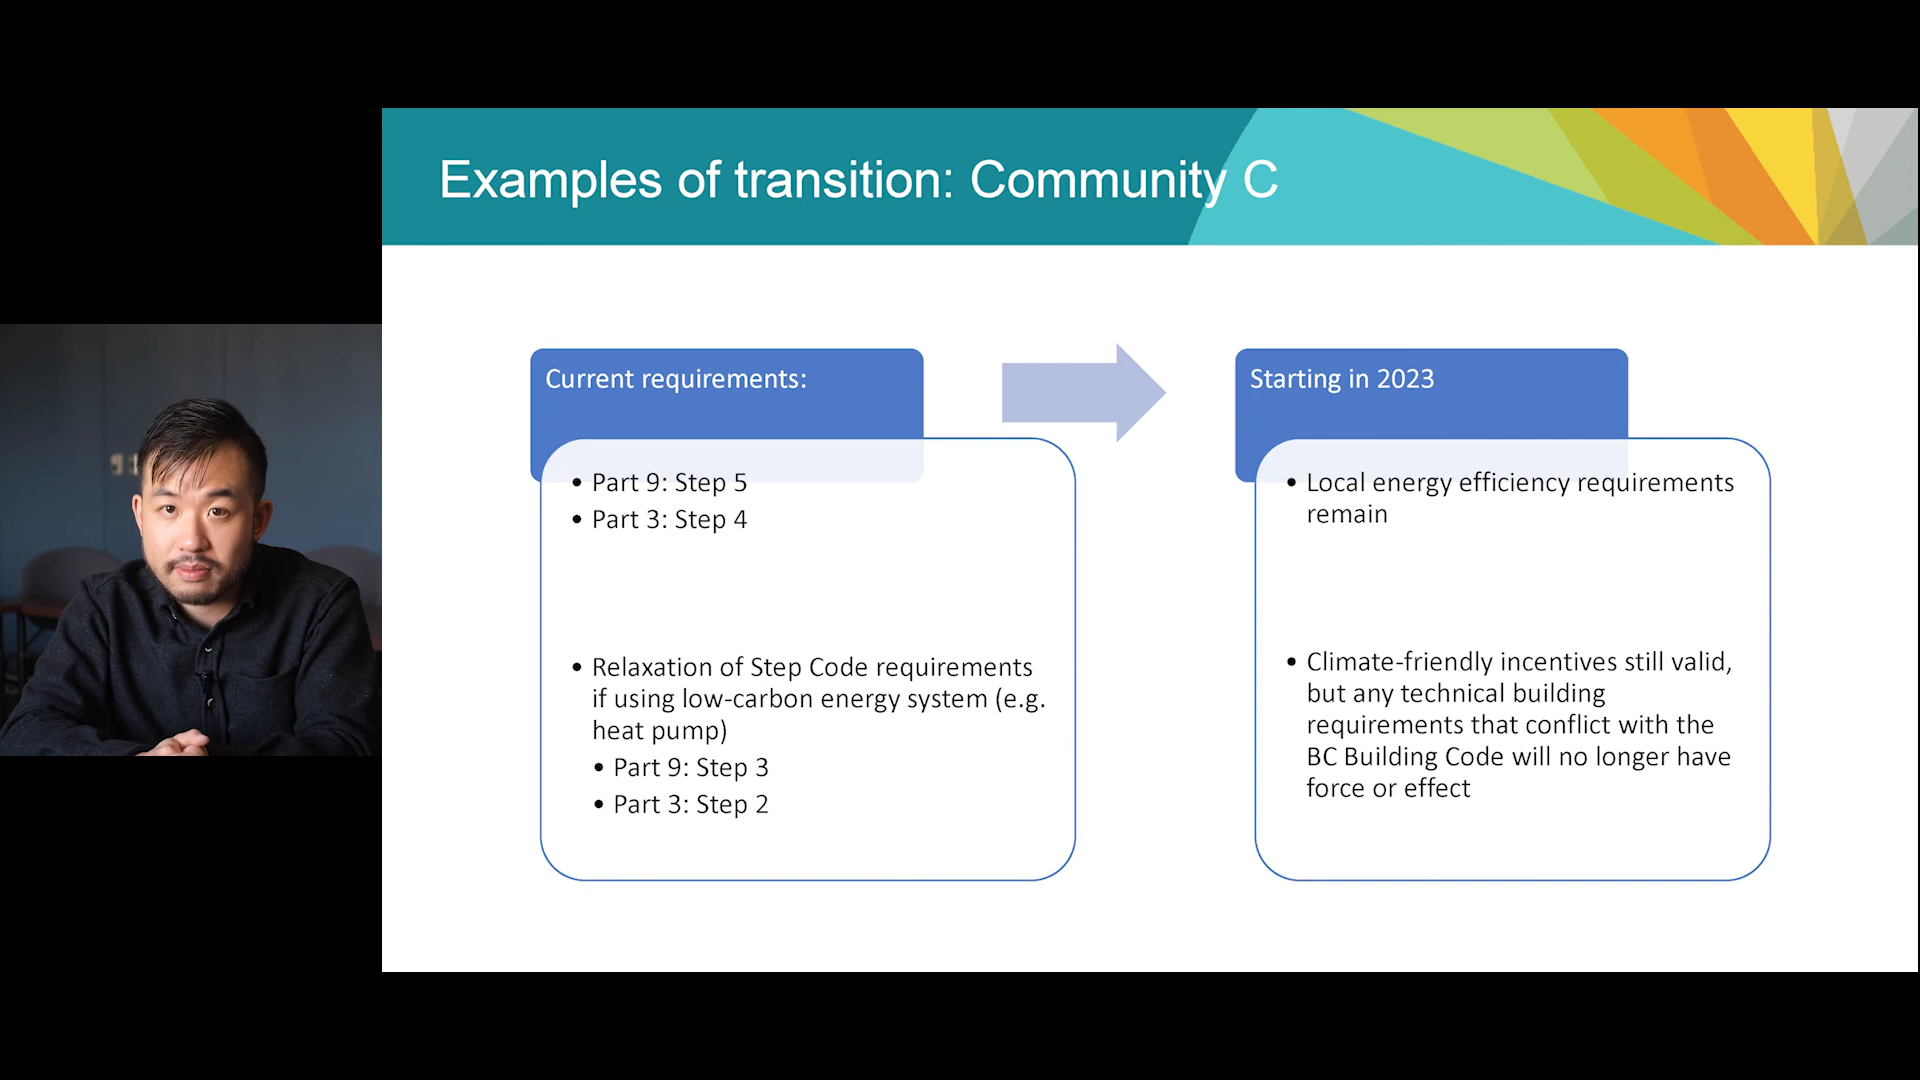 Examples of transition: Community C
Current requirements:
• Part 9: Step 5
• Part 3: Step 4
• Relaxation of Step Code requirements
if using low-carbon energy system (e.g.
heat pump)
• Part 9: Step 3
• Part 3: Step 2
Starting in 2023
• Local energy efficiency requirements
remain
• Climate-friendly incentives still valid,
but any technical building
requirements that conflict with the
BC Building Code will no longer have
force or effect